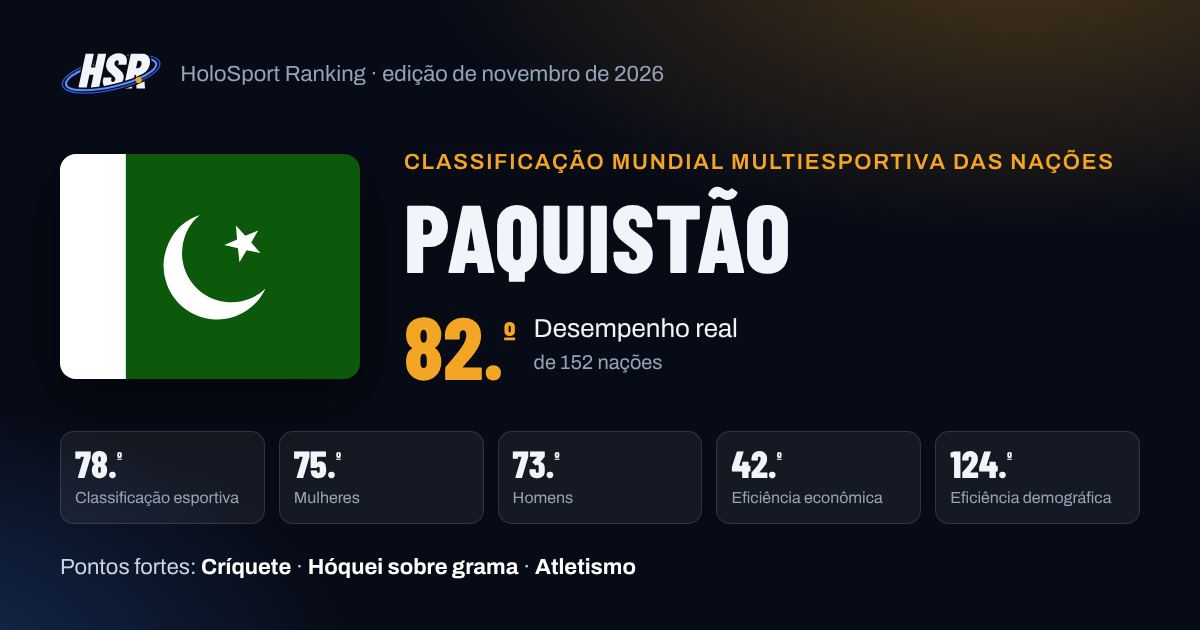 HSR
HoloSport Ranking · edição de novembro de 2026
CLASSIFICAÇÃO MUNDIAL MULTIESPORTIVA DAS NAÇÕES
PAQUISTÃO
82.º
Desempenho real
de 152 nações
78.º
Classificação esportiva
75.º
Mulheres
73.º
Homens
42.º
Eficiência econômica
124.º
Eficiência demográfica
Pontos fortes: Críquete · Hóquei sobre grama · Atletismo